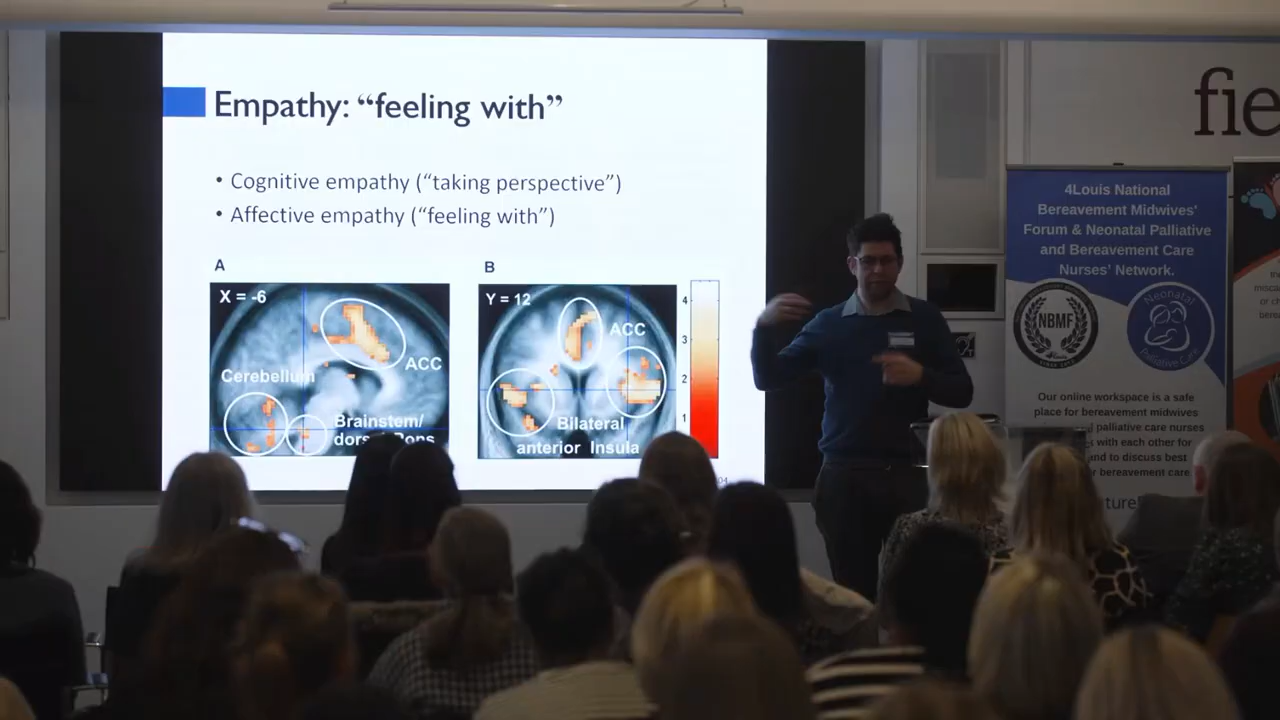 Empathy: “feeling with”
• Cognitive empathy (“taking perspective”)
• Affective empathy (“feeling with”)
A
B
X = -6
ACC
Cerebellum
Brainstem/
Y = 12
ACC
Bilateral
anterior Insula
4
3
2
1
fie
4Louis National
Bereavement Midwives'
Forum & Neonatal Palliative
and Bereavement Care
Nurses' Network.
NBMF
Neonatal
Palliative Care
Our online workspace is a safe
place for bereavement midwives
palliative care nurses
with each other for
and to discuss best
bereavement care